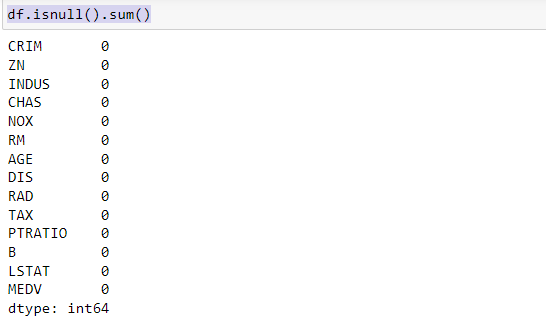 df.isnull().sum()
CRIM 0
ZN 0
INDUS 0
CHAS 0
NOX 0
RM 0
AGE 0
DIS 0
RAD 0
TAX 0
PTRATIO 0
B 0
LSTAT 0
MEDV 0
dtype: int64